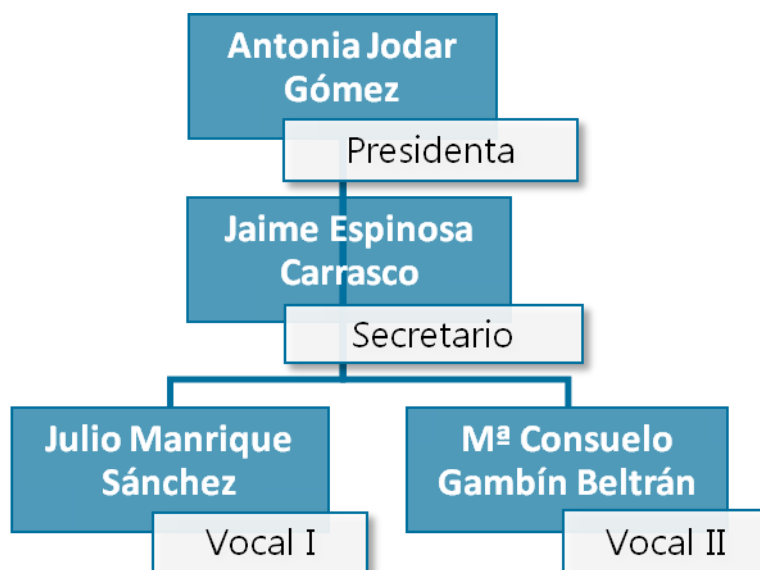 Antonia Jodar
Gómez
Presidenta
Jaime Espinosa
Carrasco
Secretario
Julio Manrique
Sánchez
Vocal I
Mª Consuelo
Gambín Beltrán
Vocal II